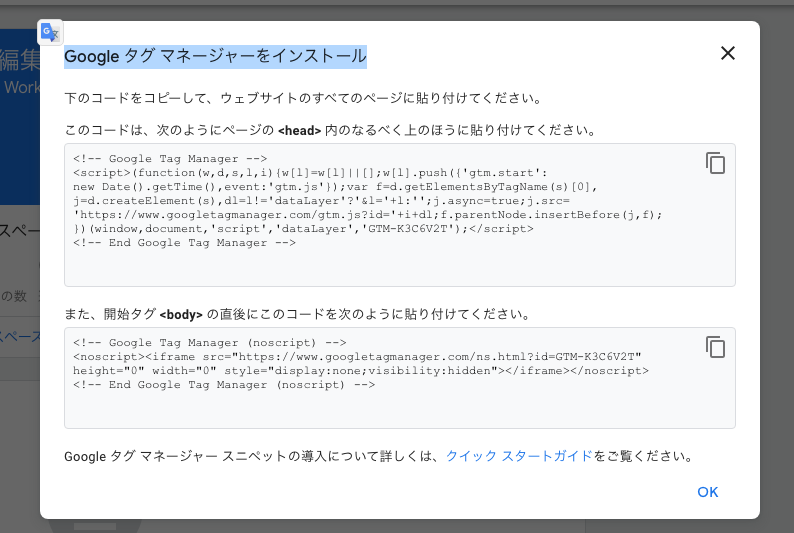 Google タグ マネージャーをインストール
下のコードをコピーして、ウェブサイトのすべてのページに貼り付けてください。
このコードは、次のようにページの <head> 内のなるべく上のほうに貼り付けてください。
<!-- Google Tag Manager -->
<script>(function(w,d,s,l,i){w[l]=w[l]||[];w[l].push({'gtm.start':
new Date().getTime(),event:'gtm.js'});var f=d.getElementsByTagName(s)[0],
j=d.createElement(s),dl=l!='dataLayer'?'&l='+l:'';j.async=true;j.src=
'https://www.googletagmanager.com/gtm.js?id='+i+dl;f.parentNode.insertBefore(j,f);
})(window,document,'script','dataLayer','GTM-K3C6V2T');</script>
<!-- End Google Tag Manager -->
また、開始タグ <body> の直後にこのコードを次のように貼り付けてください。
<!-- Google Tag Manager (noscript) -->
<noscript><iframe src="https://www.googletagmanager.com/ns.html?id=GTM-K3C6V2T"
height="0" width="0" style="display:none;visibility:hidden"></iframe></noscript>
<!-- End Google Tag Manager (noscript) -->
Google タグ マネージャー スニペットの導入について詳しくは、クイック スタートガイドをご覧ください。
OK
編集
Work
スペー
の数
スペース